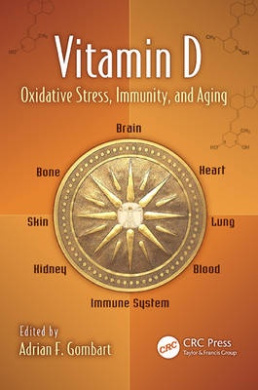 Vitamin D
Oxidative Stress, Immunity, and Aging
Brain
Bone
Heart
Skin
Lung
Kidney
Blood
Immune System
Edited by
Adrian F. Gombart
CRC
CRC Press
Taylor & Francis Group